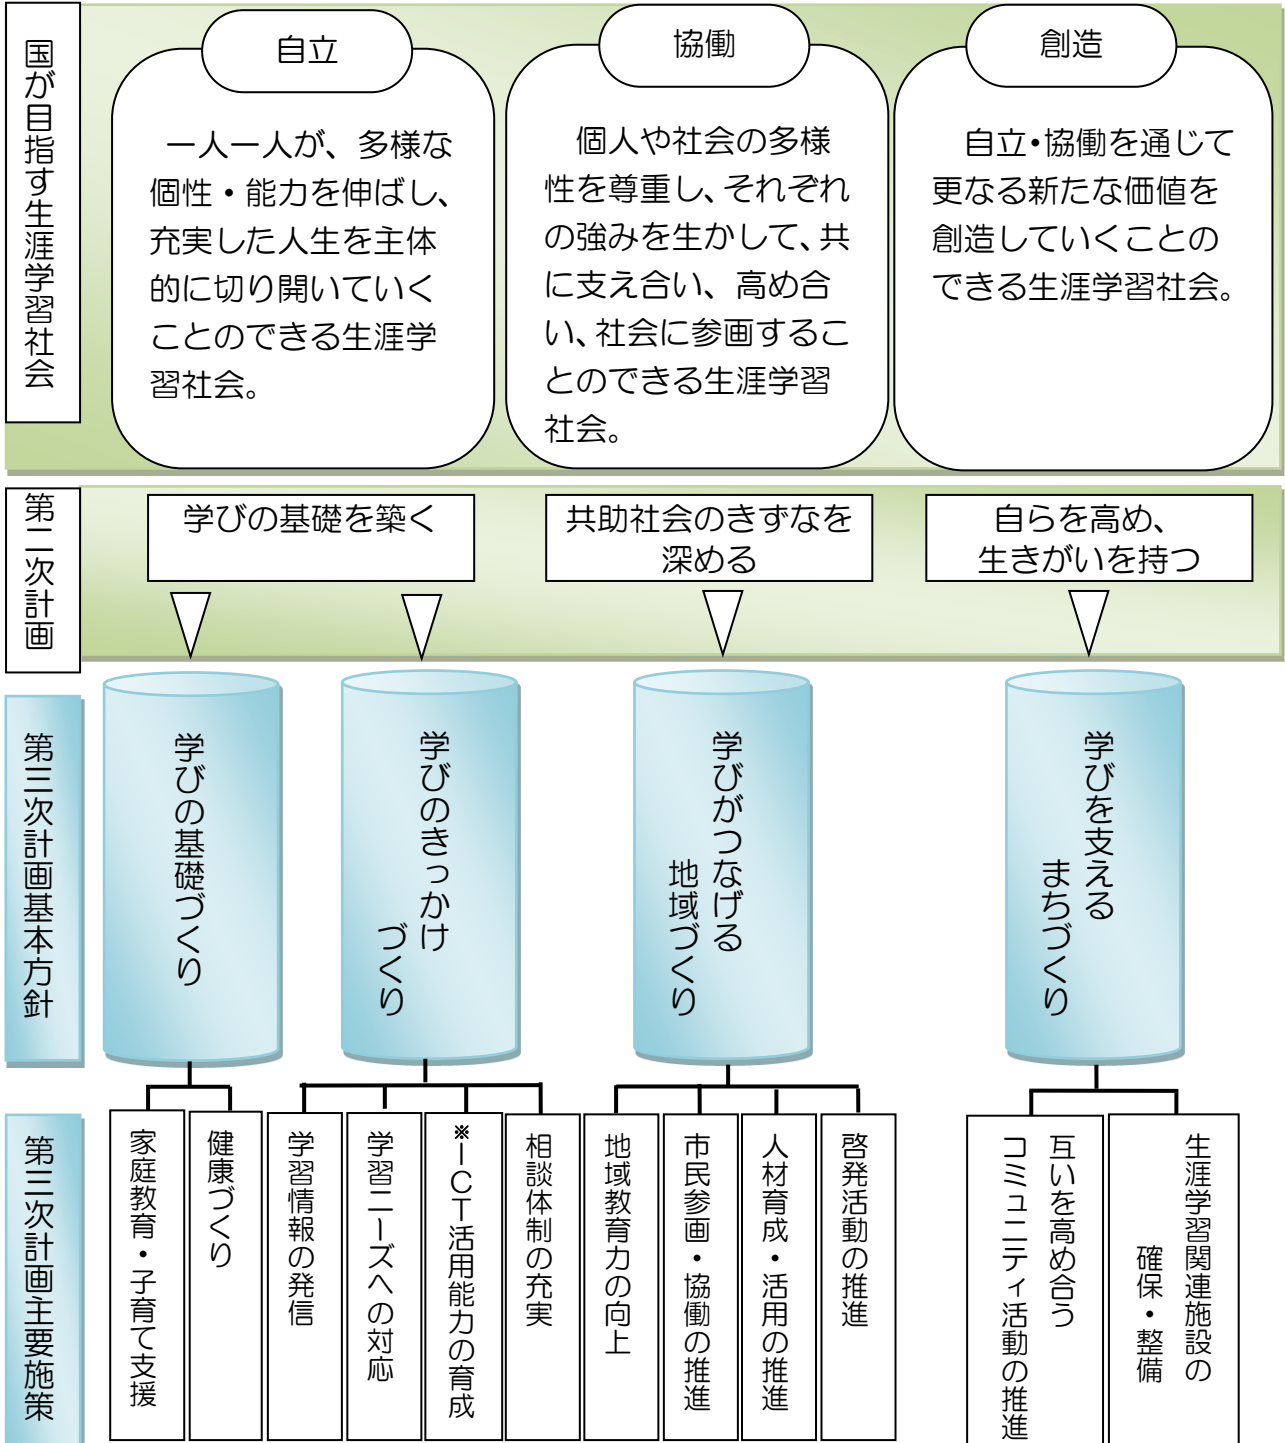 国が目指す生涯学習社会
自立
一人一人が、多様な
個性・能力を伸ばし、
充実した人生を主体
的に切り開いていく
ことのできる生涯学
習社会。
協働
個人や社会の多様
性を尊重し、それぞれ
の強みを生かして、共
に支え合い、高め合
い、社会に参画するこ
とのできる生涯学習
社会。
創造
自立・協働を通じて
更なる新たな価値を
創造していくことの
できる生涯学習社会。
第二次計画
学びの基礎を築く
共助社会のきずなを
深める
自らを高め、
生きがいを持つ
第三次計画基本方針
学びの基礎づくり
学びのきっかけ
づくり
学びがつなげる
地域づくり
学びを支える
まちづくり
第三次計画主要施策
家庭教育・子育て支援
健康づくり
学習情報の発信
学習ニーズへの対応
※ICT活用能力の育成
相談体制の充実
地域教育力の向上
市民参画・協働の推進
人材育成・活用の推進
啓発活動の推進
互いを高め合う
コミュニティ活動の推進
生涯学習関連施設の
確保・整備